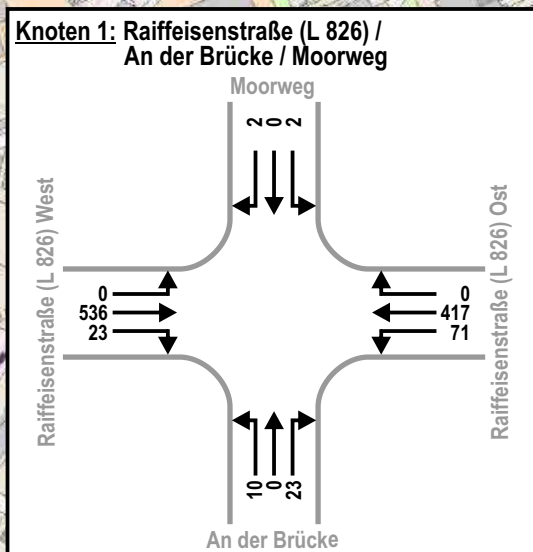 Knoten 1: Raiffeisenstraße (L 826) /
An der Brücke / Moorweg
Moorweg
2 0 2
Raiffeisenstraße (L 826) West
0
536
23
0
417
71
Raiffeisenstraße (L 826) Ost
10 0 23
An der Brücke